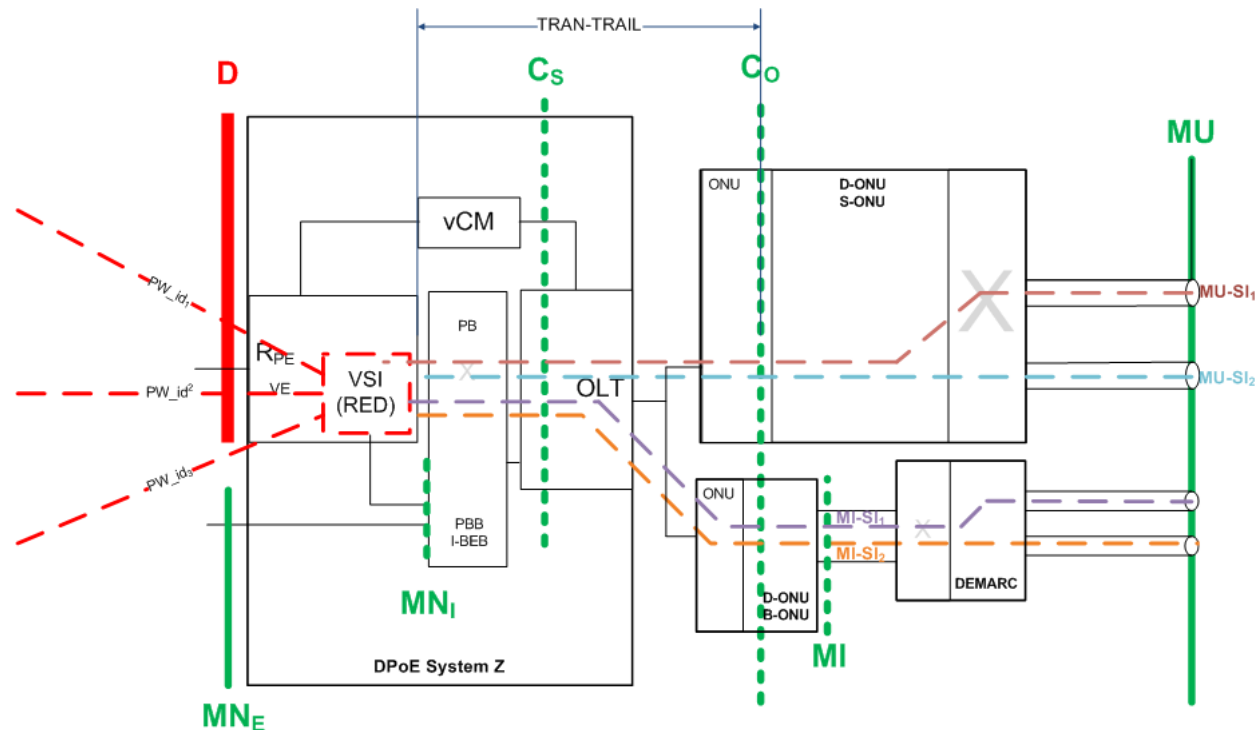 TRAN-TRAIL
D
CS
CO
MU
ONU
D-ONU
S-ONU
vCM
PW_id1
PB
X
X
MU-SI1
RPE
VSI
(RED)
OLT
MU-SI2
PW_id2
VE
PW_id3
ONU
MI-SI1
X
MI-SI2
PBB
I-BEB
DEMARC
MNI
D-ONU
B-ONU
MI
DPoE System Z
MNE